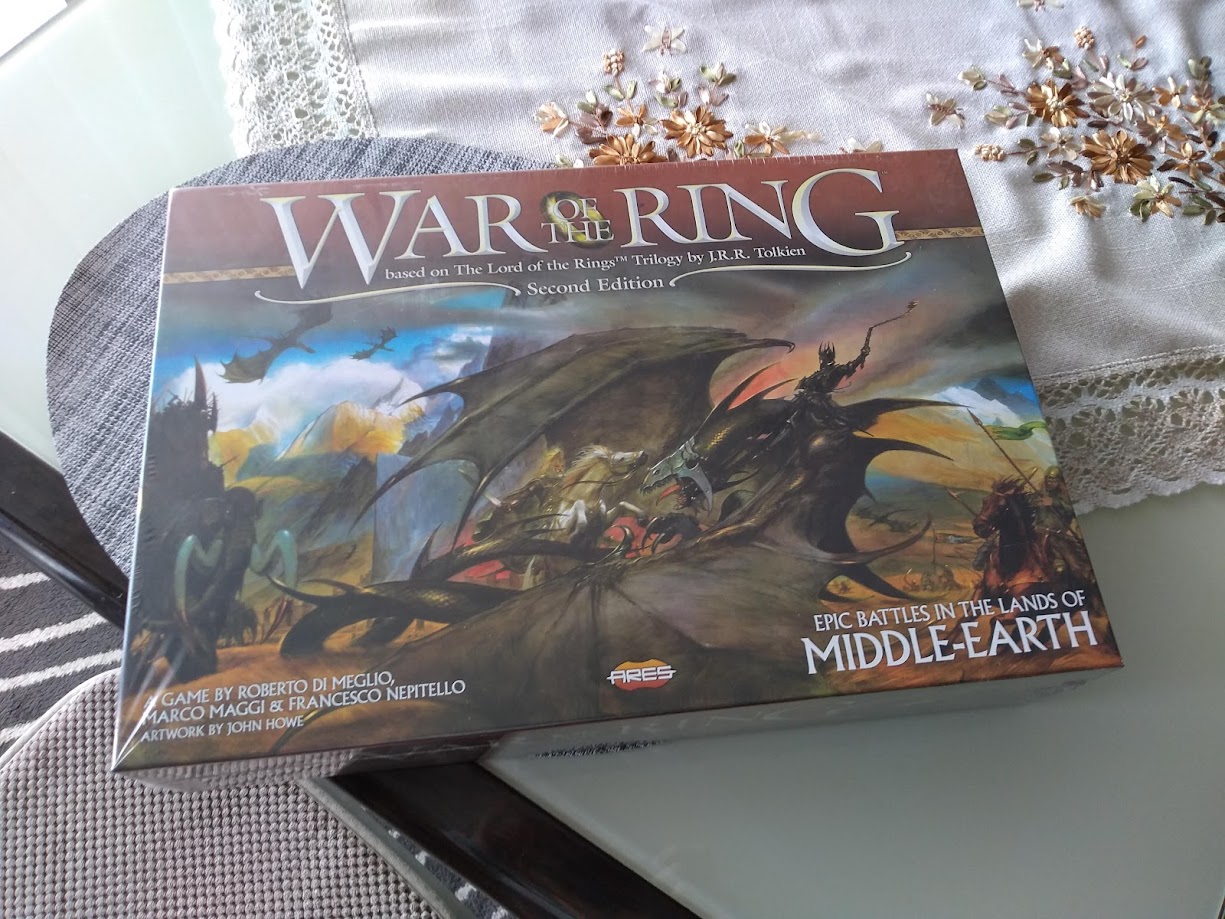 WAR OF THE RING™
based on The Lord of the Rings™ Trilogy by J.R.R. Tolkien
Second Edition
EPIC BATTLES IN THE LANDS OF
MIDDLE-EARTH
ARES
A GAME BY ROBERTO DI MEGLIO,
MARCO MAGGI & FRANCESCO NEPITELLO
ARTWORK BY JOHN HOWE